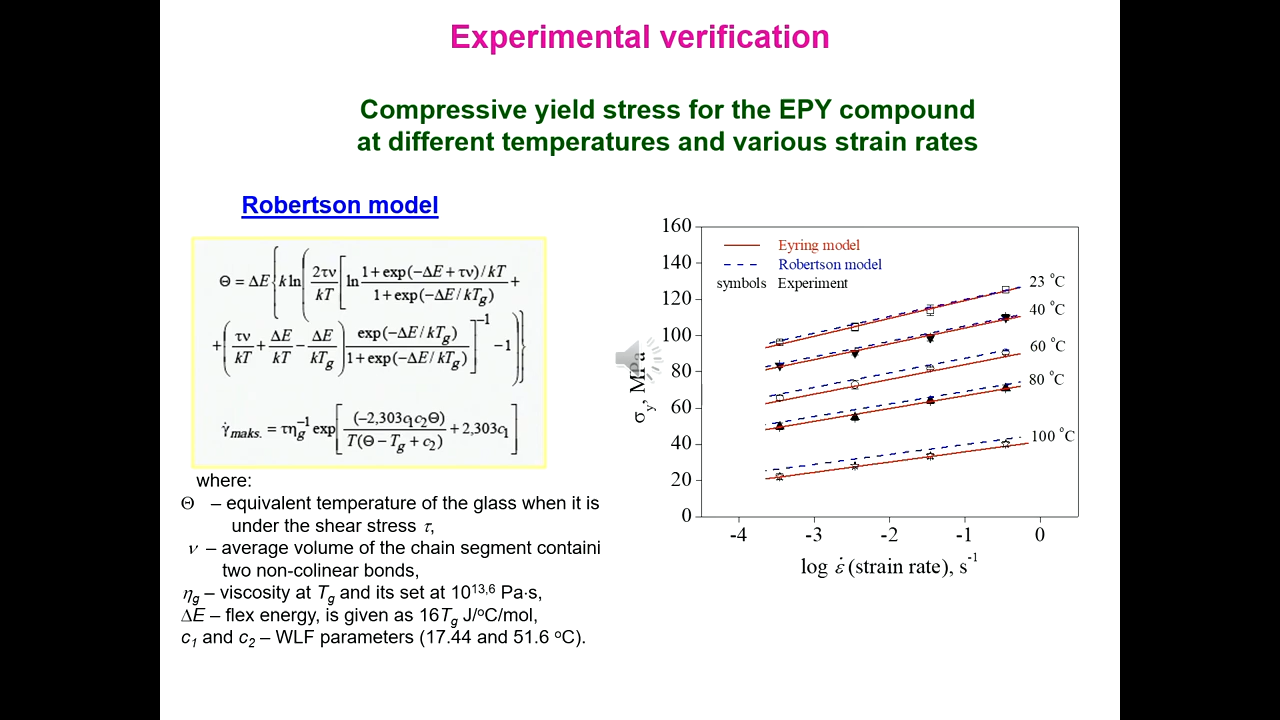 Experimental verification
Compressive yield stress for the EPY compound
at different temperatures and various strain rates
Robertson model
Θ = ΔE{k ln(2τν/kT [ln (1+exp(−ΔE+τν)/kT)/(1+exp(−ΔE/kTg)) +
+(τν/kT + ΔE/kT − ΔE/kTg) exp(−ΔE/kTg)/(1+exp(−ΔE/kTg))]⁻¹ −1)}
γ̇maks. = τηg⁻¹ exp[(−2,303c₁c₂Θ)/(T(Θ−Tg+c₂)) + 2,303c₁]
where:
Θ – equivalent temperature of the glass when it is
under the shear stress τ,
ν – average volume of the chain segment containi
two non-colinear bonds,
ηg – viscosity at Tg and its set at 10¹³,⁶ Pa·s,
ΔE – flex energy, is given as 16Tg J/°C/mol,
c₁ and c₂ – WLF parameters (17.44 and 51.6 °C).
160
140
120
100
80
60
40
20
0
σy, MPa
Eyring model
Robertson model
symbols Experiment
23 °C
40 °C
60 °C
80 °C
100 °C
-4 -3 -2 -1 0
log ε̇ (strain rate), s⁻¹